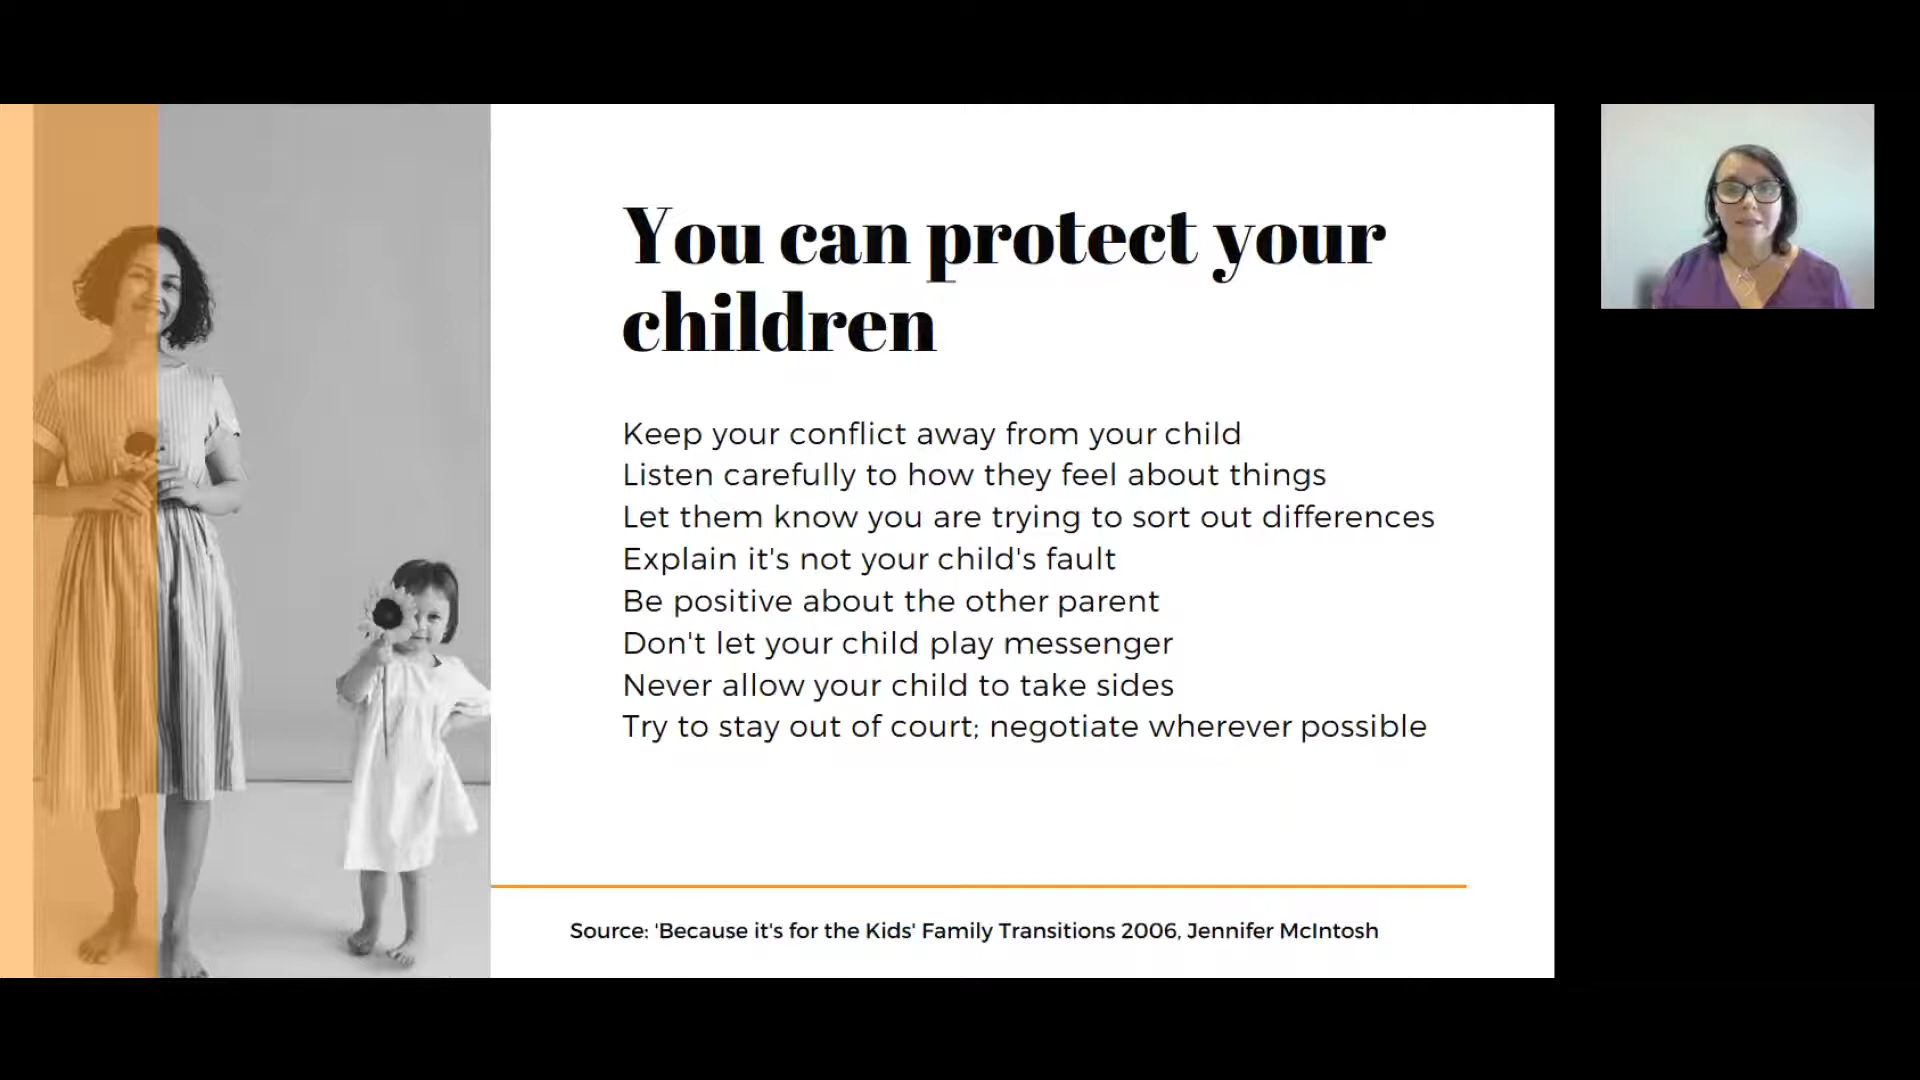 You can protect your
children
Keep your conflict away from your child
Listen carefully to how they feel about things
Let them know you are trying to sort out differences
Explain it's not your child's fault
Be positive about the other parent
Don't let your child play messenger
Never allow your child to take sides
Try to stay out of court; negotiate wherever possible
Source: 'Because it's for the Kids' Family Transitions 2006, Jennifer McIntosh